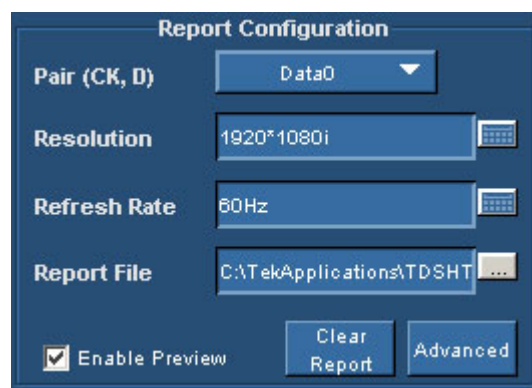 Report Configuration
Pair (CK, D) Data0
Resolution 1920*1080i
Refresh Rate 60Hz
Report File C:\TekApplications\TDSHT ...
Enable Preview Clear Report Advanced